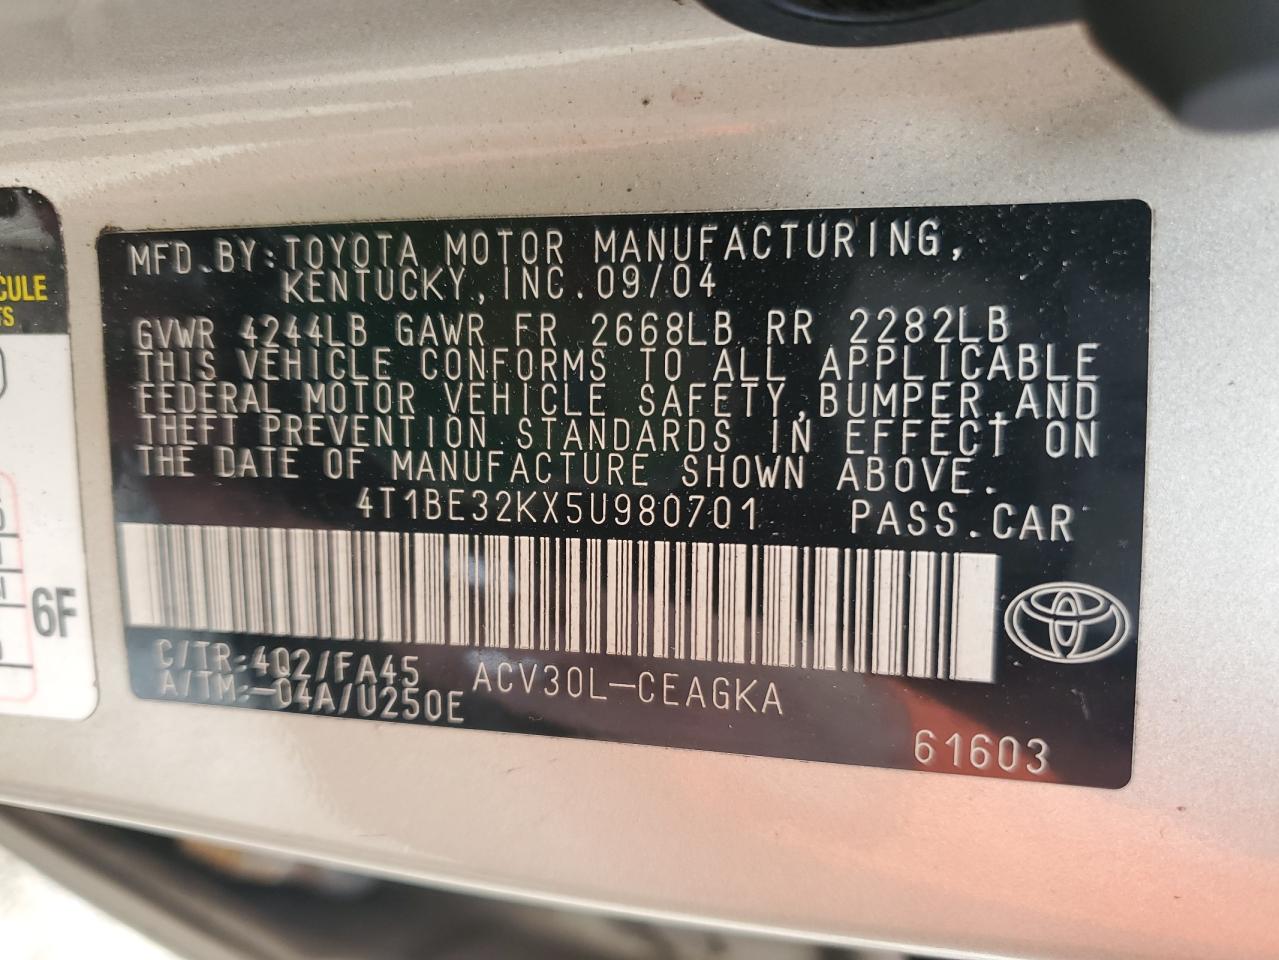 MFD.BY:TOYOTA MOTOR MANUFACTURING,
KENTUCKY,INC.09/04
GVWR 4244LB GAWR FR 2668LB RR 2282LB
THIS VEHICLE CONFORMS TO ALL APPLICABLE
FEDERAL MOTOR VEHICLE SAFETY,BUMPER,AND
THEFT PREVENTION STANDARDS IN EFFECT ON
THE DATE OF MANUFACTURE SHOWN ABOVE.
4T1BE32KX5U980701 PASS.CAR
C/TR:4Q2/FA45 ACV30L-CEAGKA
A/TM:-04A/U250E
61603
6F